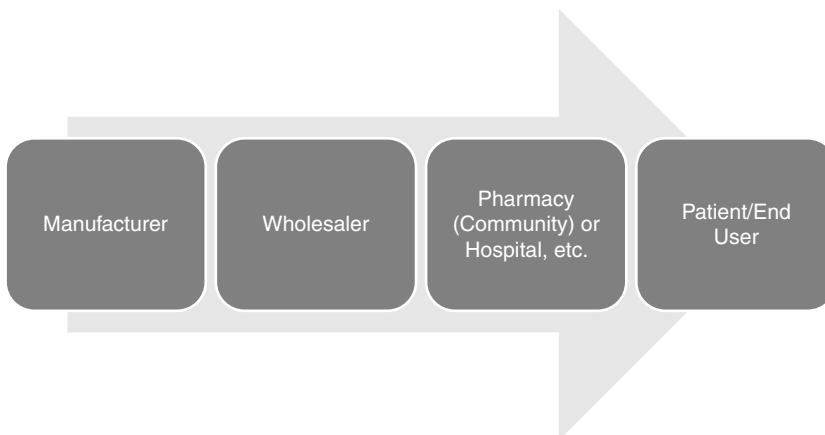 Manufacturer
Wholesaler
Pharmacy
(Community) or
Hospital, etc.
Patient/End
User